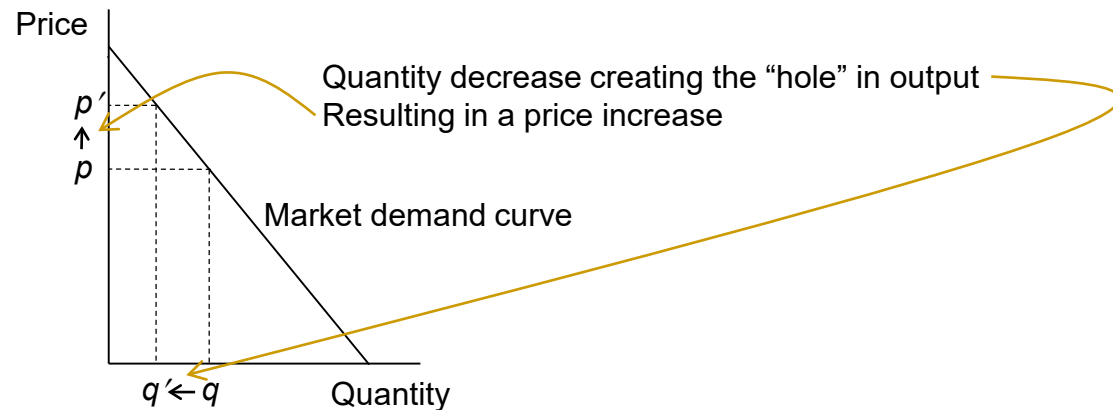 Price
Quantity decrease creating the “hole” in output
Resulting in a price increase
p′
↑
p
Market demand curve
q′←q
Quantity